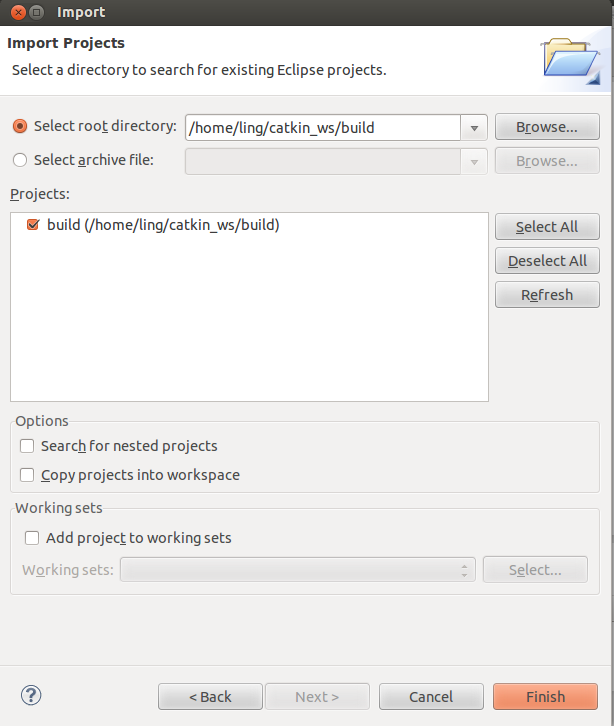 Import
Import Projects
Select a directory to search for existing Eclipse projects.
Select root directory: /home/ling/catkin_ws/build Browse...
Select archive file: Browse...
Projects:
build (/home/ling/catkin_ws/build) Select All
Deselect All
Refresh
Options
Search for nested projects
Copy projects into workspace
Working sets
Add project to working sets
Working sets: Select...
? < Back Next > Cancel Finish